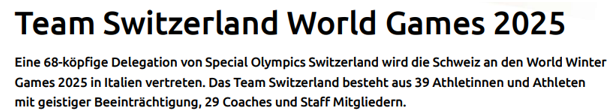 Team Switzerland World Games 2025
Eine 68-köpfige Delegation von Special Olympics Switzerland wird die Schweiz an den World Winter
Games 2025 in Italien vertreten. Das Team Switzerland besteht aus 39 Athletinnen und Athleten
mit geistiger Beeinträchtigung, 29 Coaches und Staff Mitgliedern.